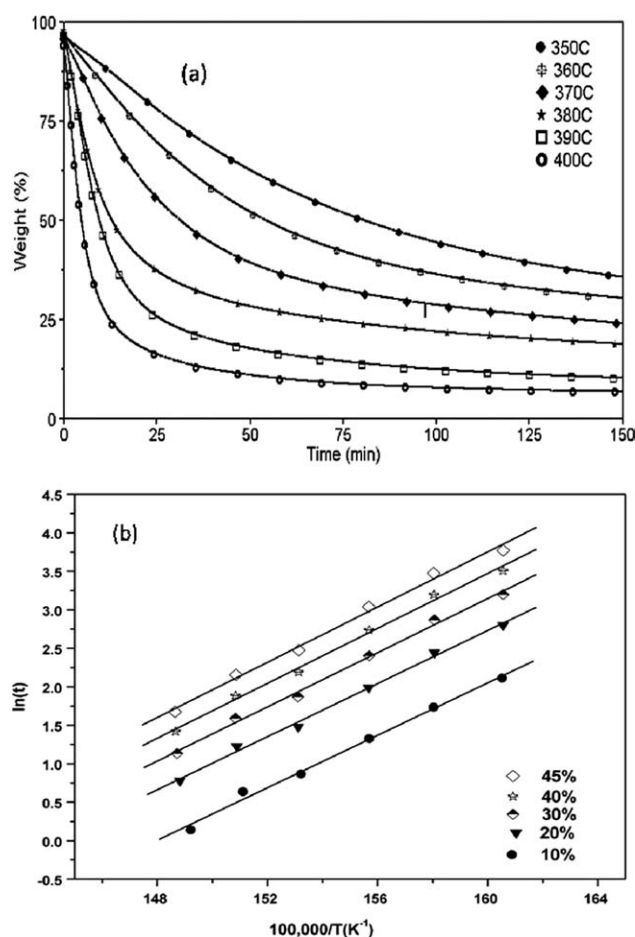 100
(a)
350C
360C
370C
380C
390C
400C
75
50
25
0
Weight (%)
0 25 50 75 100 125 150
Time (min)
4.5
(b)
4.0
3.5
3.0
2.5
2.0
1.5
1.0
0.5
0.0
-0.5
ln(t)
45%
40%
30%
20%
10%
148 152 156 160 164
100,000/T(K⁻¹)